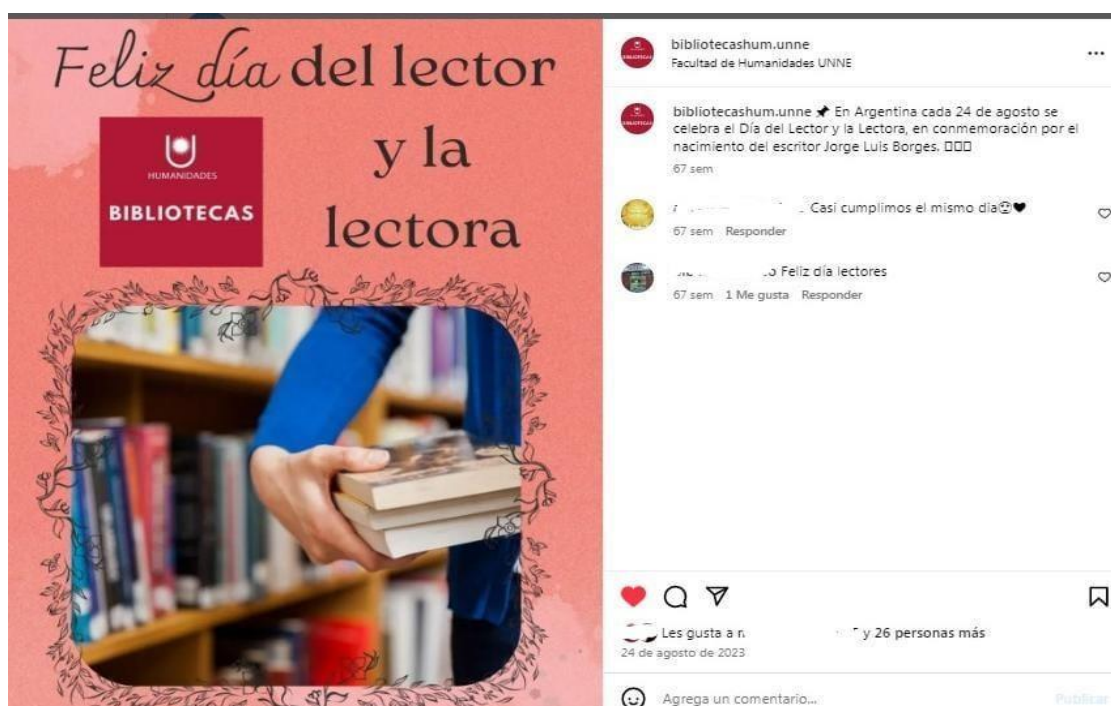 Feliz día del lector
y la
lectora
HUMANIDADES
BIBLIOTECAS
bibliotecashum.unne
Facultad de Humanidades UNNE
bibliotecashum.unne 📌 En Argentina cada 24 de agosto se
celebra el Día del Lector y la Lectora, en conmemoración por el
nacimiento del escritor Jorge Luis Borges. 
67 sem
Casi cumplimos el mismo dia🥹🖤
67 sem Responder
Feliz día lectores
67 sem 1 Me gusta Responder
Les gusta a y 26 personas más
24 de agosto de 2023
Agrega un comentario...
Publicar